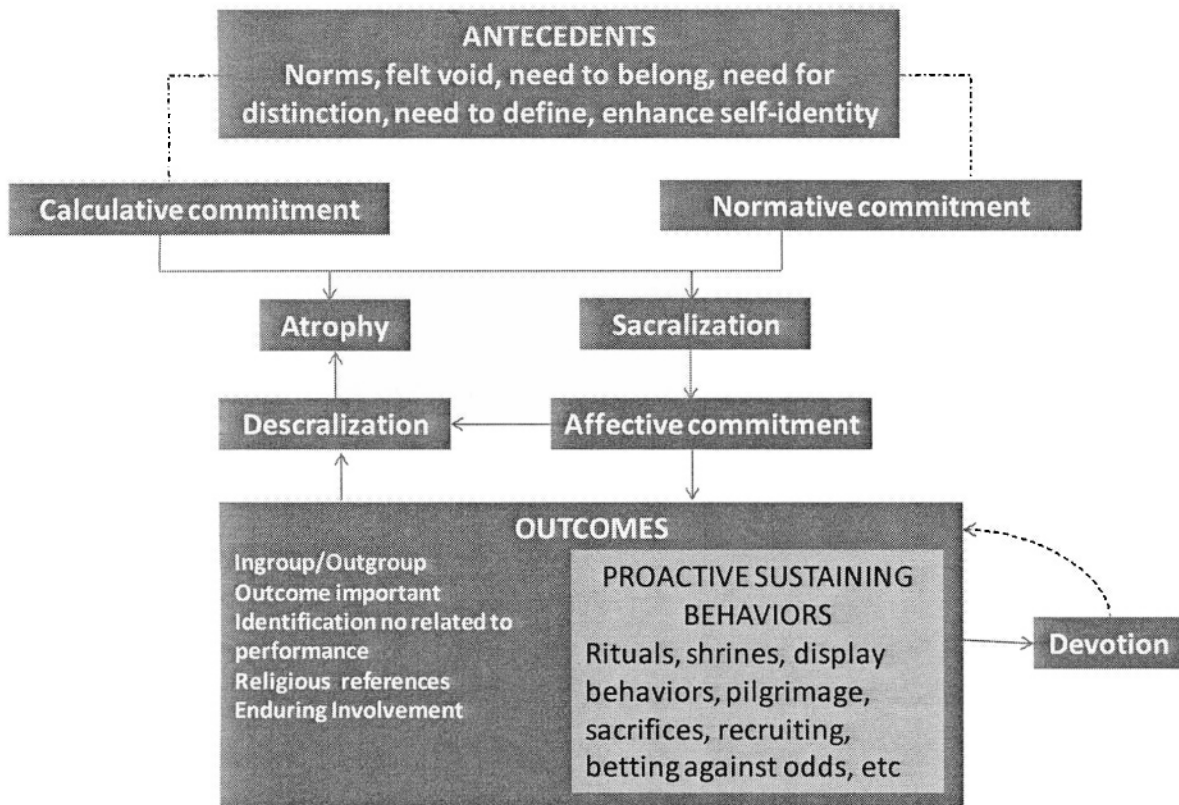 ANTECEDENTS
Norms, felt void, need to belong, need for
distinction, need to define, enhance self-identity
Calculative commitment
Normative commitment
Atrophy
Sacralization
Descralization
Affective commitment
OUTCOMES
Ingroup/Outgroup
Outcome important
Identification no related to
performance
Religious references
Enduring Involvement
PROACTIVE SUSTAINING
BEHAVIORS
Rituals, shrines, display
behaviors, pilgrimage,
sacrifices, recruiting,
betting against odds, etc
Devotion